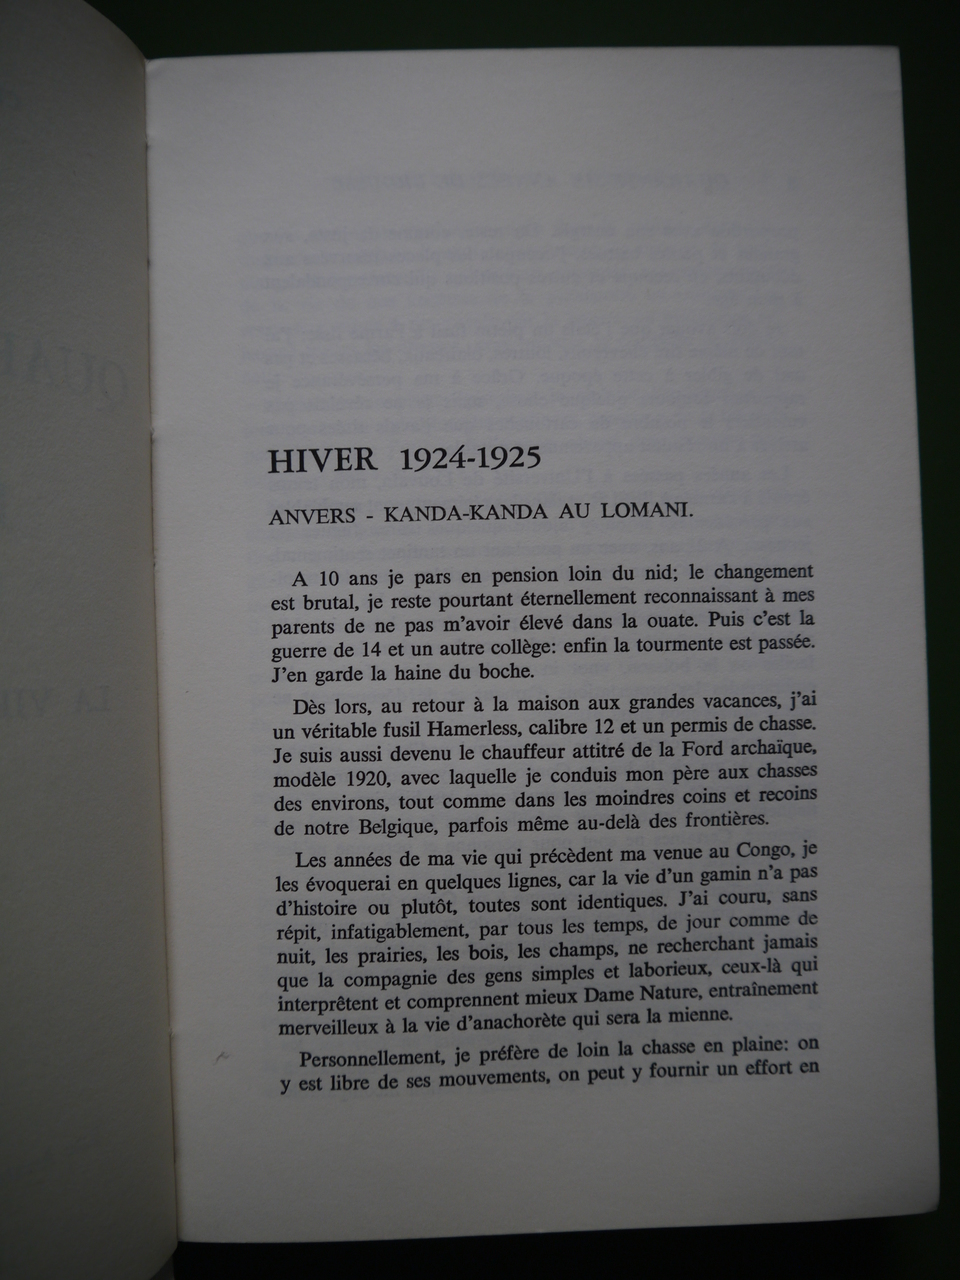 HIVER 1924-1925
ANVERS - KANDA-KANDA AU LOMANI.
A 10 ans je pars en pension loin du nid; le changement
est brutal, je reste pourtant éternellement reconnaissant à mes
parents de ne pas m'avoir élevé dans la ouate. Puis c'est la
guerre de 14 et un autre collège: enfin la tourmente est passée.
J'en garde la haine du boche.
Dès lors, au retour à la maison aux grandes vacances, j'ai
un véritable fusil Hamerless, calibre 12 et un permis de chasse.
Je suis aussi devenu le chauffeur attitré de la Ford archaïque,
modèle 1920, avec laquelle je conduis mon père aux chasses
des environs, tout comme dans les moindres coins et recoins
de notre Belgique, parfois même au-delà des frontières.
Les années de ma vie qui précèdent ma venue au Congo, je
les évoquerai en quelques lignes, car la vie d'un gamin n'a pas
d'histoire ou plutôt, toutes sont identiques. J'ai couru, sans
répit, infatigablement, par tous les temps, de jour comme de
nuit, les prairies, les bois, les champs, ne recherchant jamais
que la compagnie des gens simples et laborieux, ceux-là qui
interprêtent et comprennent mieux Dame Nature, entraînement
merveilleux à la vie d'anachorète qui sera la mienne.
Personnellement, je préfère de loin la chasse en plaine: on
y est libre de ses mouvements, on peut y fournir un effort en